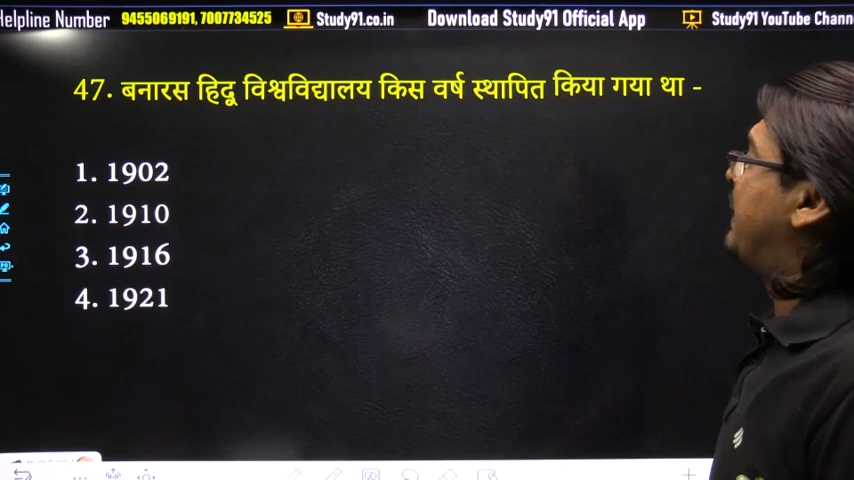 Helpline Number 9455069191, 7007734525 Study91.co.in Download Study91 Official App Study91 YouTube Chann
47. बनारस हिंदू विश्वविद्यालय किस वर्ष स्थापित किया गया था -
1. 1902
2. 1910
3. 1916
4. 1921